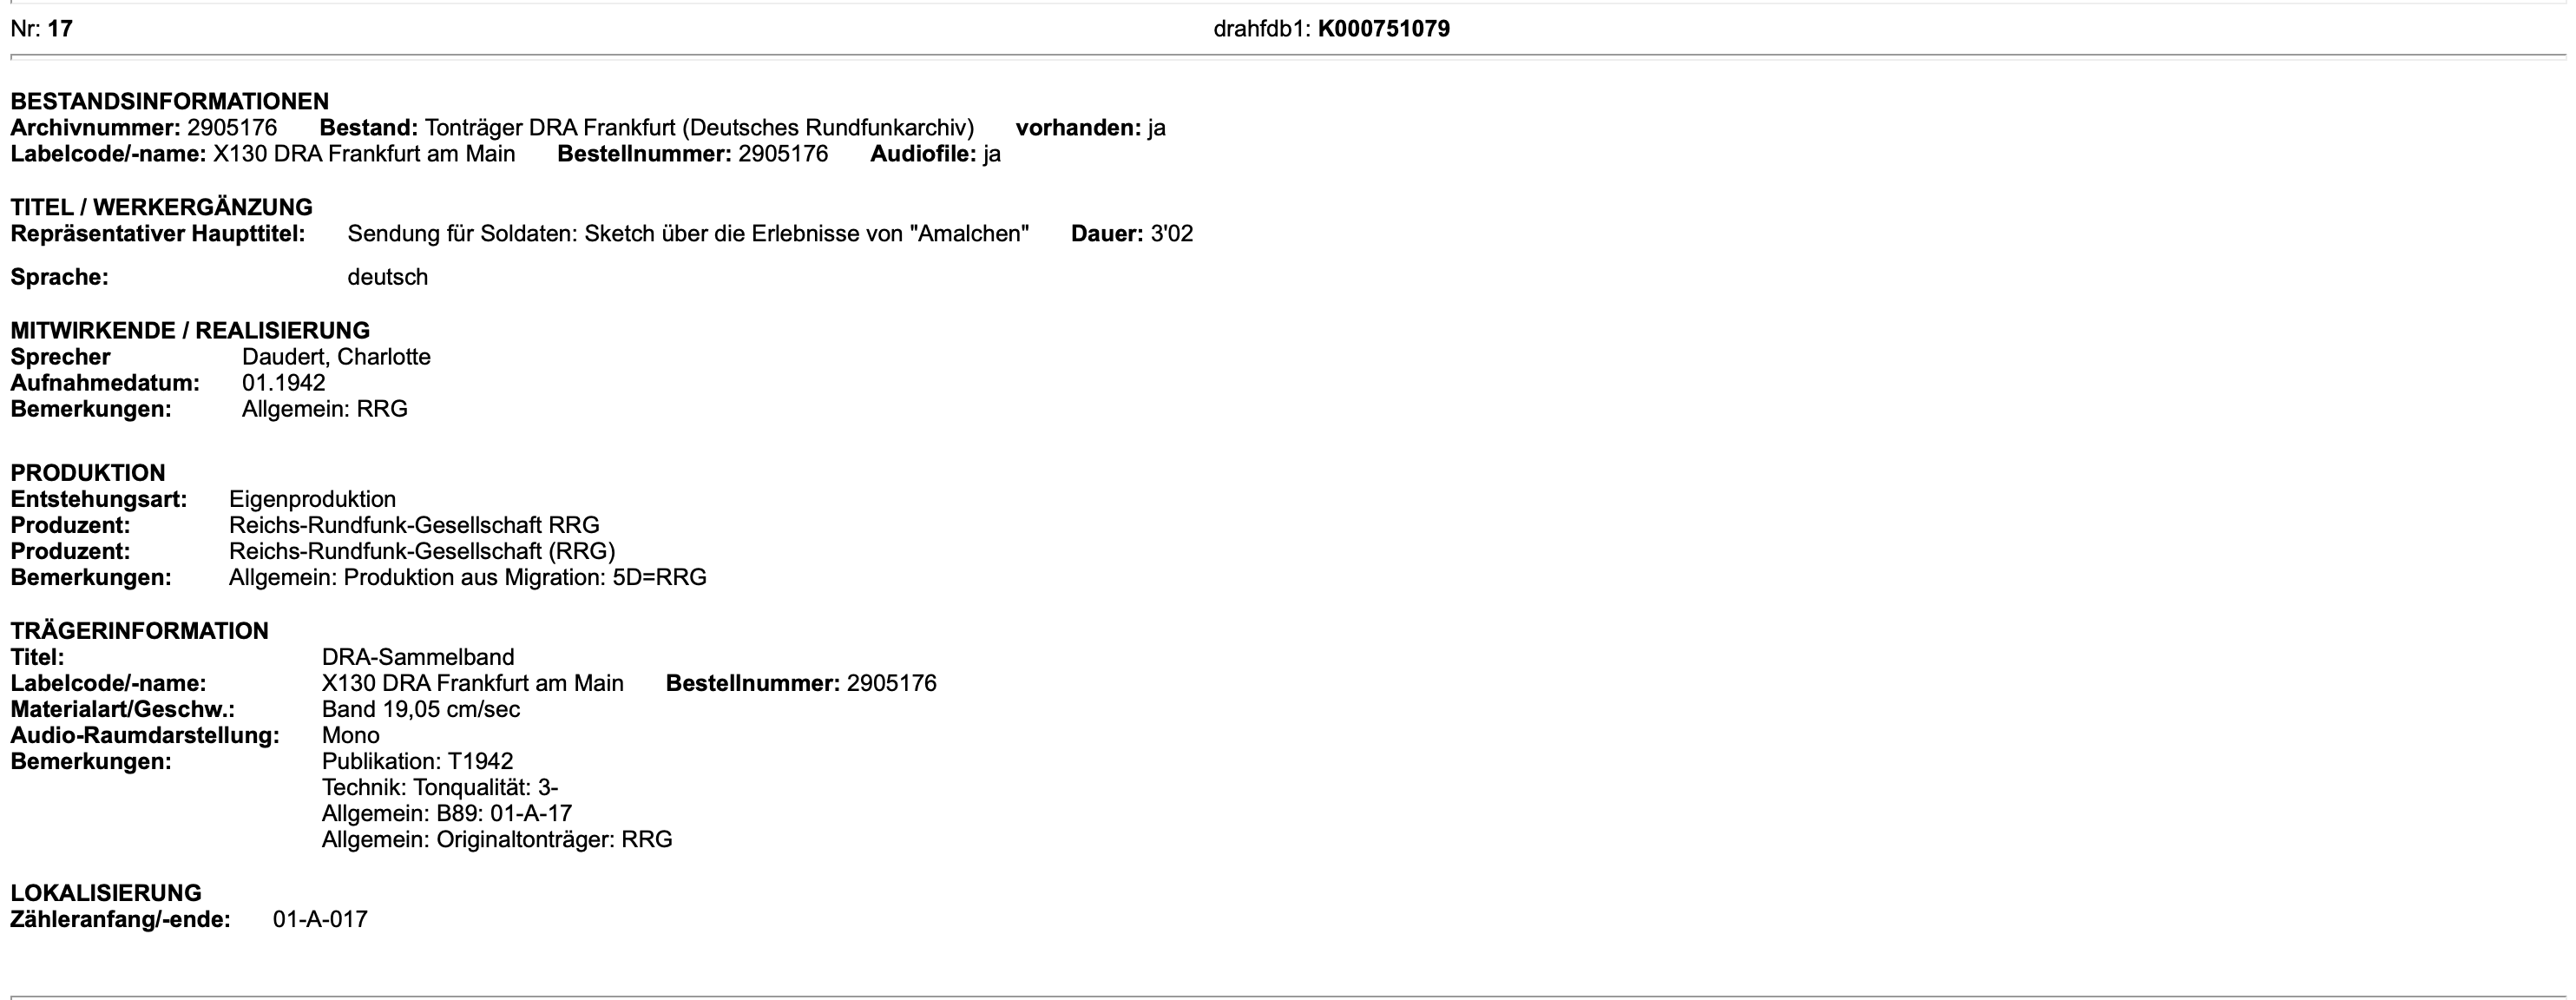 Nr: 17 drahfdb1: K000751079
BESTANDSINFORMATIONEN
Archivnummer: 2905176 Bestand: Tonträger DRA Frankfurt (Deutsches Rundfunkarchiv) vorhanden: ja
Labelcode/-name: X130 DRA Frankfurt am Main Bestellnummer: 2905176 Audiofile: ja
TITEL / WERKERGÄNZUNG
Repräsentativer Haupttitel: Sendung für Soldaten: Sketch über die Erlebnisse von "Amalchen" Dauer: 3'02
Sprache: deutsch
MITWIRKENDE / REALISIERUNG
Sprecher Daudert, Charlotte
Aufnahmedatum: 01.1942
Bemerkungen: Allgemein: RRG
PRODUKTION
Entstehungsart: Eigenproduktion
Produzent: Reichs-Rundfunk-Gesellschaft RRG
Produzent: Reichs-Rundfunk-Gesellschaft (RRG)
Bemerkungen: Allgemein: Produktion aus Migration: 5D=RRG
TRÄGERINFORMATION
Titel: DRA-Sammelband
Labelcode/-name: X130 DRA Frankfurt am Main Bestellnummer: 2905176
Materialart/Geschw.: Band 19,05 cm/sec
Audio-Raumdarstellung: Mono
Bemerkungen: Publikation: T1942
Technik: Tonqualität: 3-
Allgemein: B89: 01-A-17
Allgemein: Originaltonträger: RRG
LOKALISIERUNG
Zähleranfang/-ende: 01-A-017